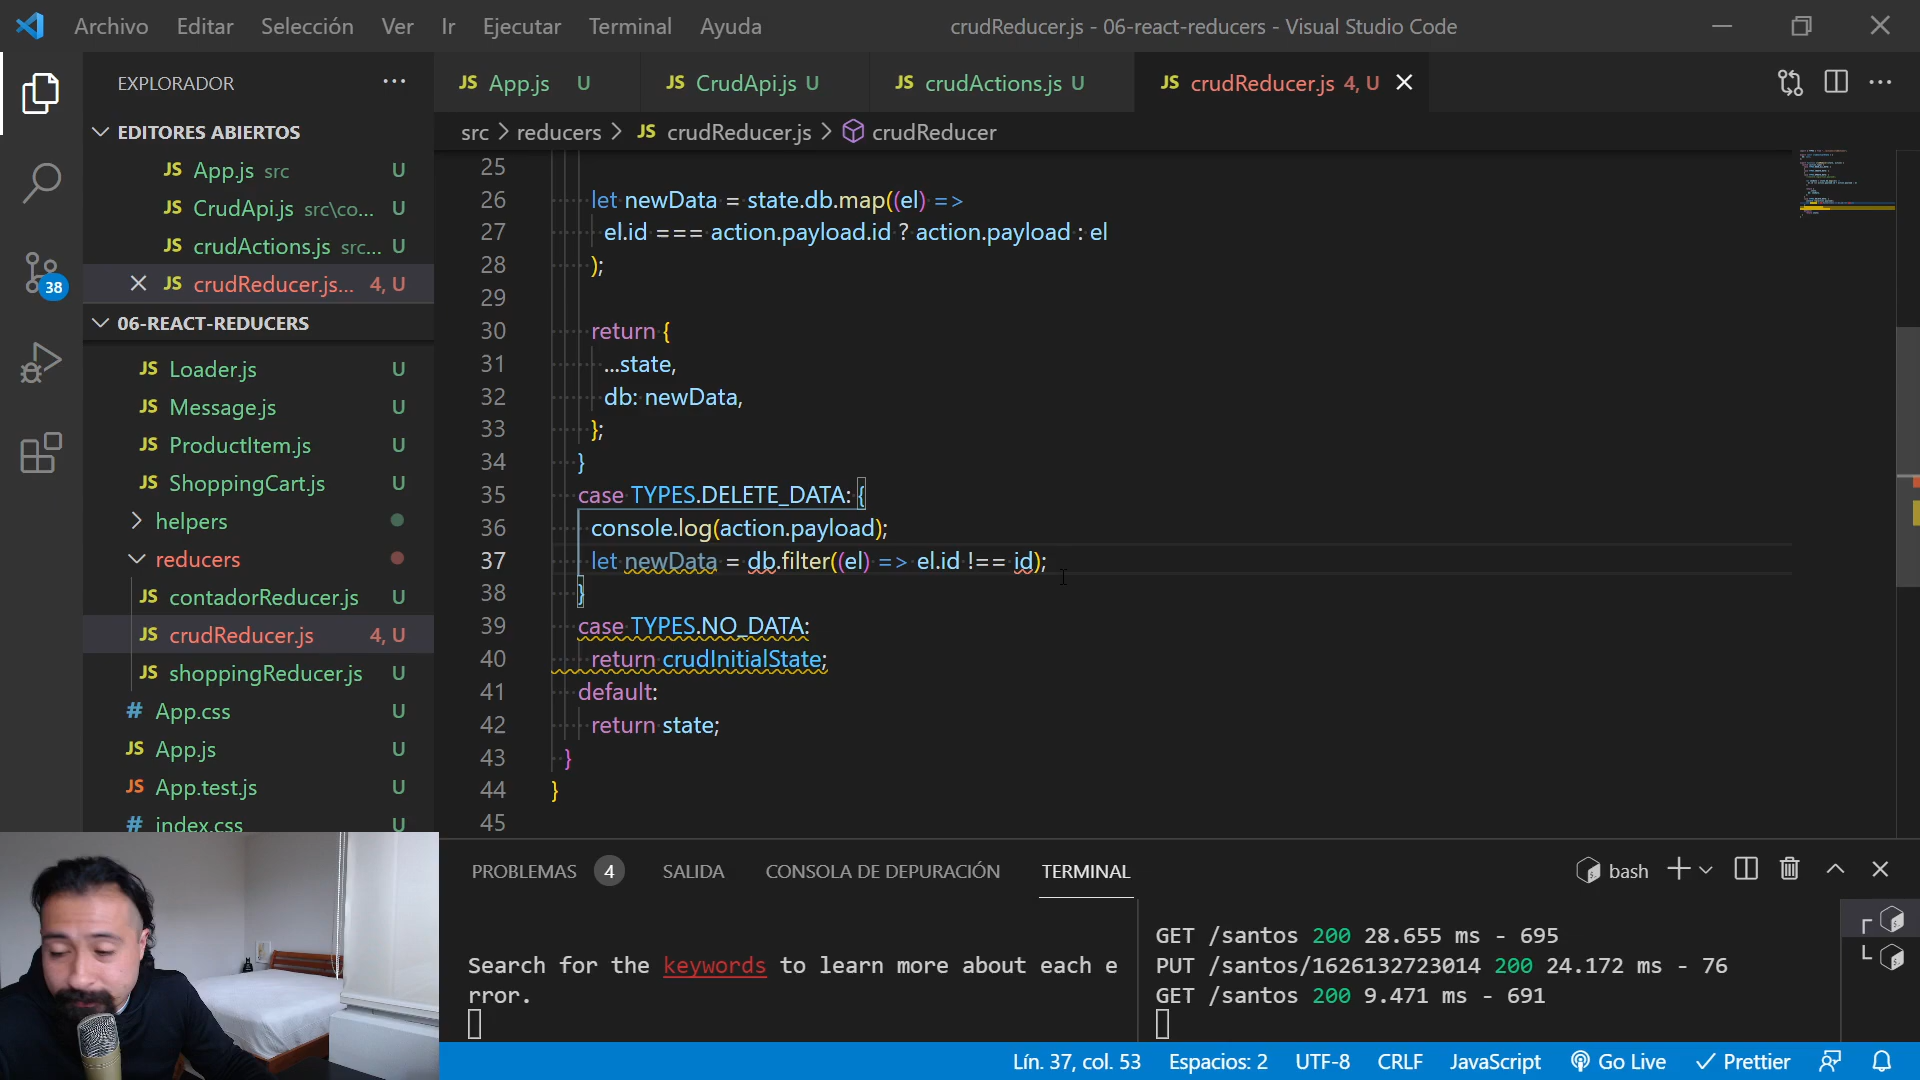 Archivo Editar Selección Ver Ir Ejecutar Terminal Ayuda
crudReducer.js - 06-react-reducers - Visual Studio Code
EXPLORADOR
EDITORES ABIERTOS
JS App.js src U
JS CrudApi.js src\co... U
JS crudActions.js src... U
JS crudReducer.js... 4, U
38
06-REACT-REDUCERS
JS Loader.js U
JS Message.js U
JS ProductItem.js U
JS ShoppingCart.js U
helpers
reducers
JS contadorReducer.js U
JS crudReducer.js 4, U
JS shoppingReducer.js U
# App.css U
JS App.js U
JS App.test.js U
# index.css U
JS App.js U
JS CrudApi.js U
JS crudActions.js U
JS crudReducer.js 4, U
src > reducers > JS crudReducer.js > crudReducer
25
26 let newData = state.db.map((el) =>
27 el.id === action.payload.id ? action.payload : el
28 );
29
30 return {
31 ...state,
32 db: newData,
33 };
34 }
35 case TYPES.DELETE_DATA: {
36 console.log(action.payload);
37 let newData = db.filter((el) => el.id !== id);
38 }
39 case TYPES.NO_DATA:
40 return crudInitialState;
41 default:
42 return state;
43 }
44 }
45
PROBLEMAS 4 SALIDA CONSOLA DE DEPURACIÓN TERMINAL
bash
Search for the keywords to learn more about each e
rror.
GET /santos 200 28.655 ms - 695
PUT /santos/1626132723014 200 24.172 ms - 76
GET /santos 200 9.471 ms - 691
Lín. 37, col. 53 Espacios: 2 UTF-8 CRLF JavaScript Go Live Prettier